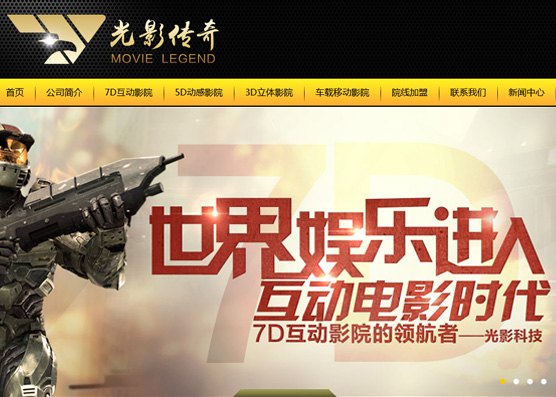 光影传奇
MOVIE LEGEND
首页 公司简介 7D互动影院 5D动感影院 3D立体影院 车载移动影院 院线加盟 联系我们 新闻中心
7D
世界娱乐进入
互动电影时代
7D互动影院的领航者——光影科技